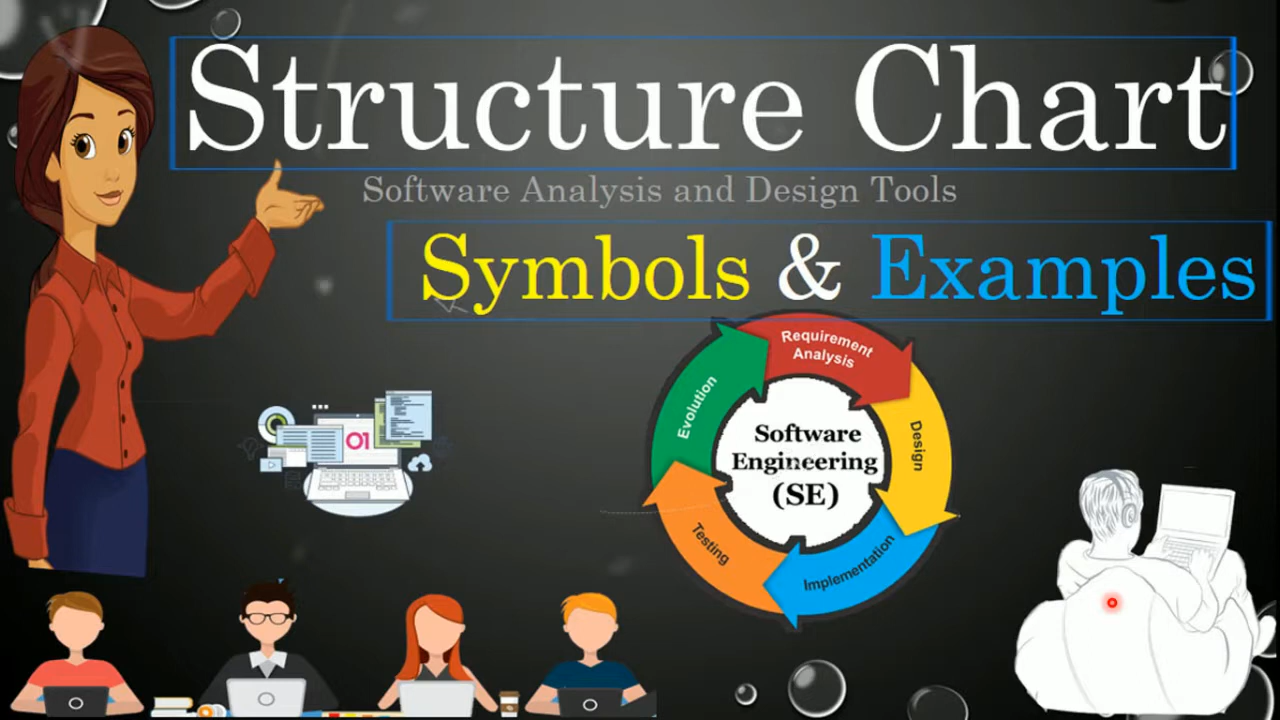 Structure Chart
Software Analysis and Design Tools
Symbols & Examples
Requirement
Analysis
Evolution
Design
Software
Engineering
(SE)
Testing
Implementation
01